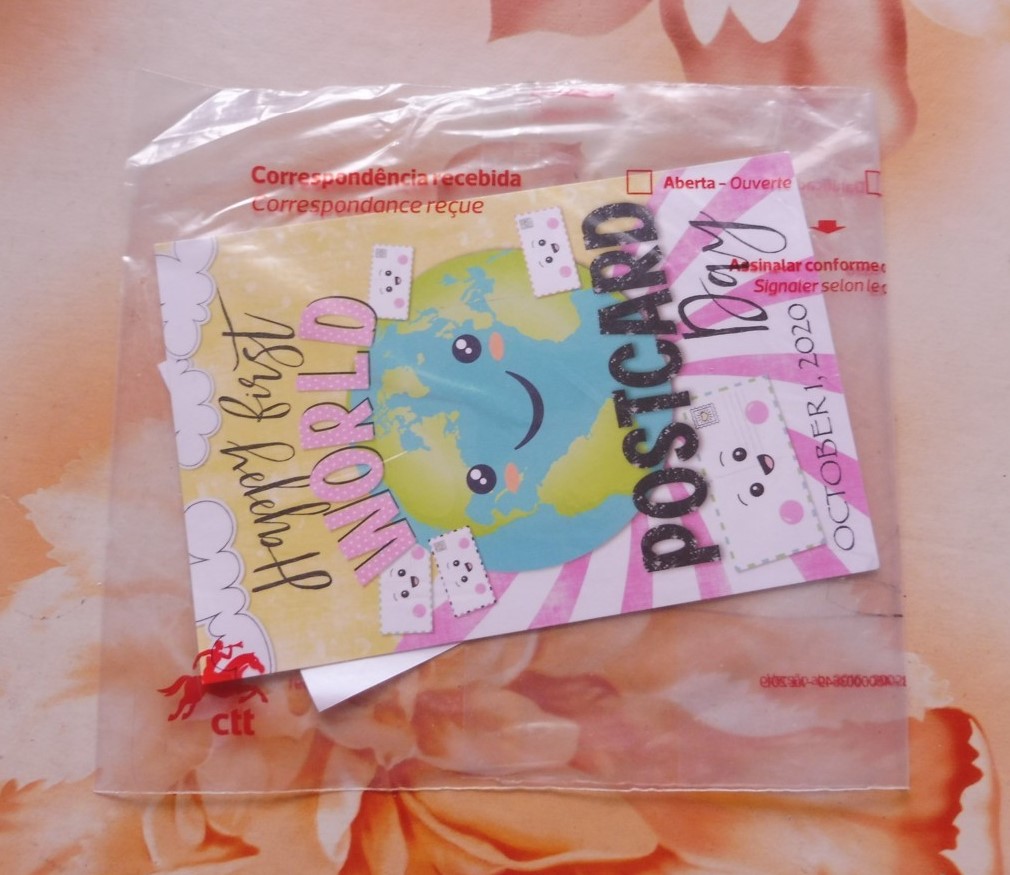 Correspondência recebida
Correspondance reçue
Aberta – Ouverte
Assinalar conforme
Signaler selon le
Happy first
WORLD
POSTCARD
Day
OCTOBER 1, 2020
ctt